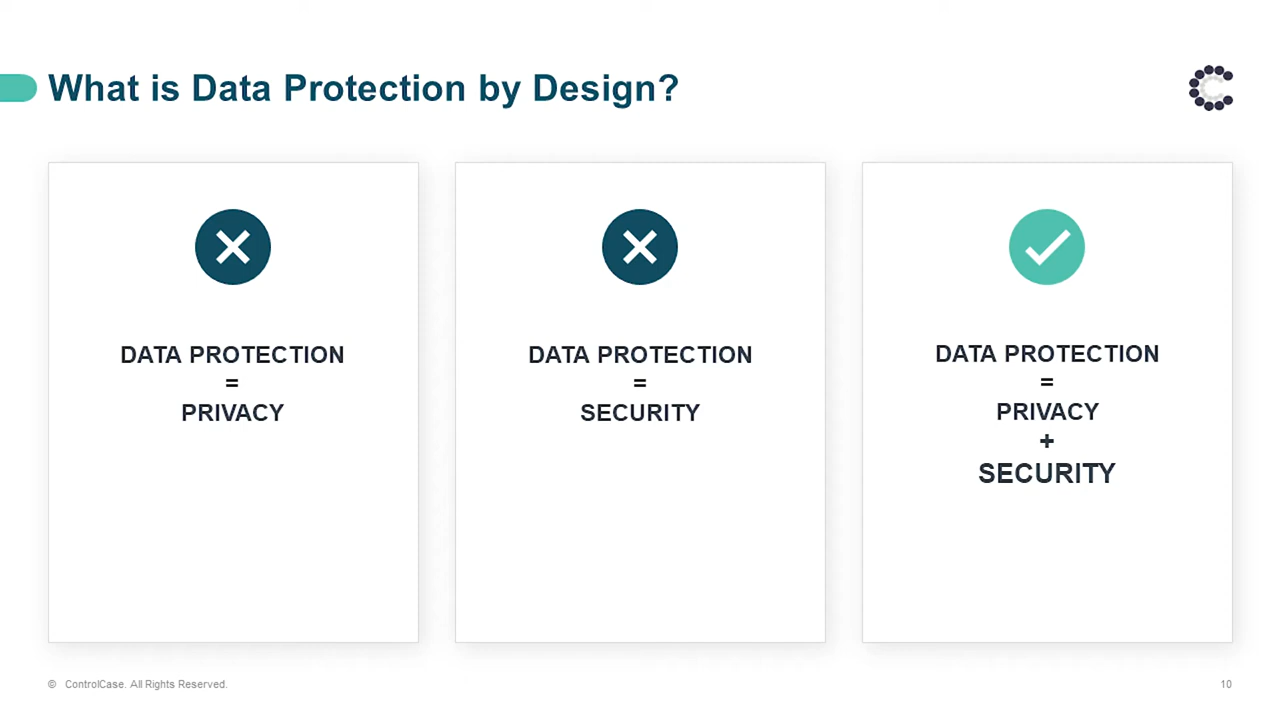 What is Data Protection by Design?
DATA PROTECTION
=
PRIVACY
DATA PROTECTION
=
SECURITY
DATA PROTECTION
=
PRIVACY
+
SECURITY
© ControlCase. All Rights Reserved.
10